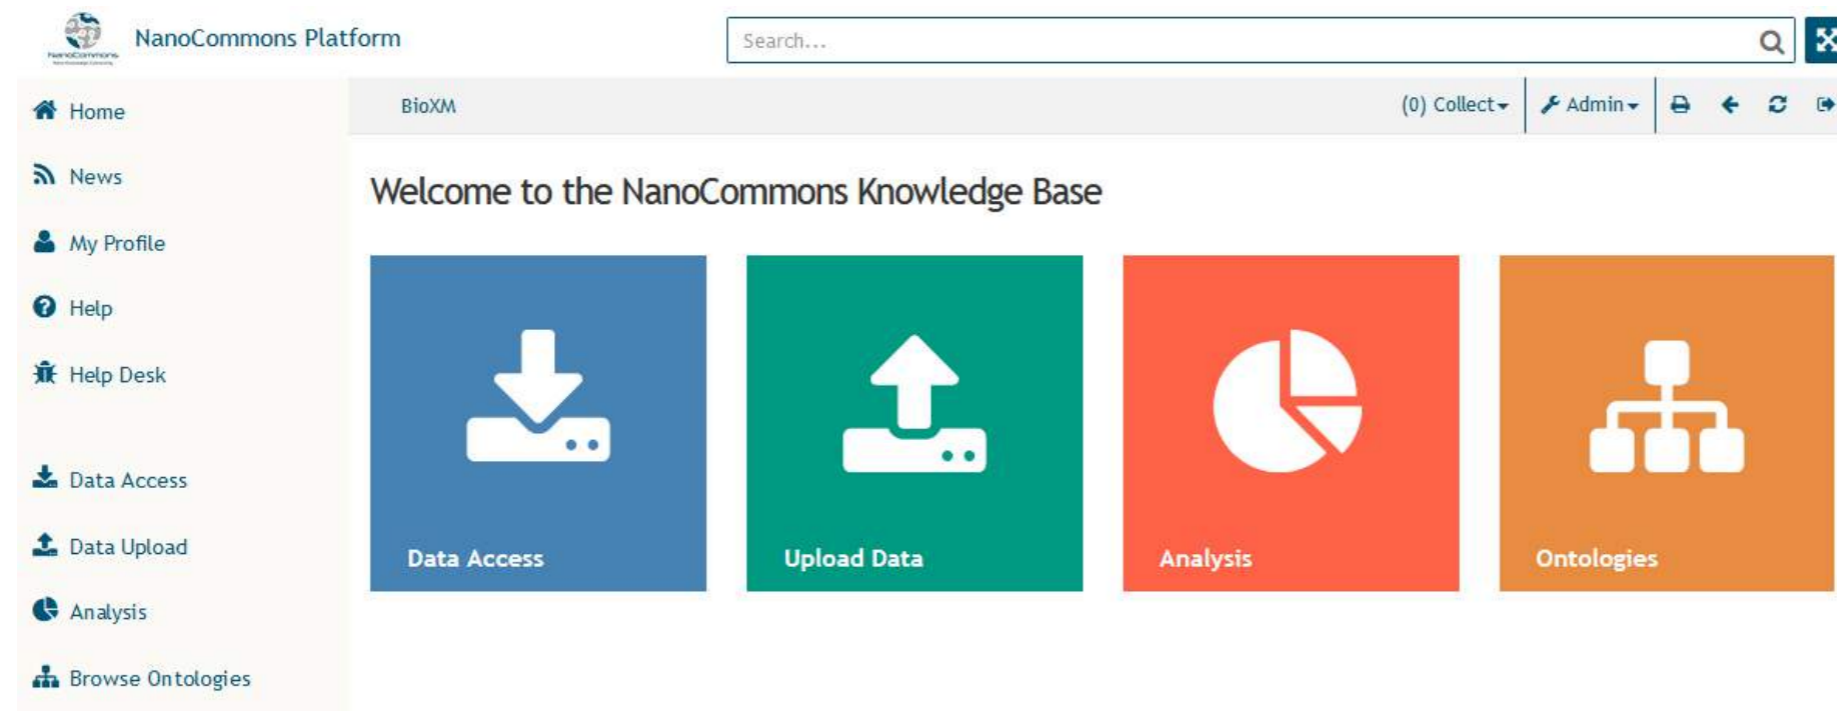 NanoCommons
NanoCommons Platform
Search...
Home
BioXM
(0) Collect
Admin
News
Welcome to the NanoCommons Knowledge Base
My Profile
Help
Help Desk
Data Access
Data Upload
Analysis
Browse Ontologies
Data Access
Upload Data
Analysis
Ontologies